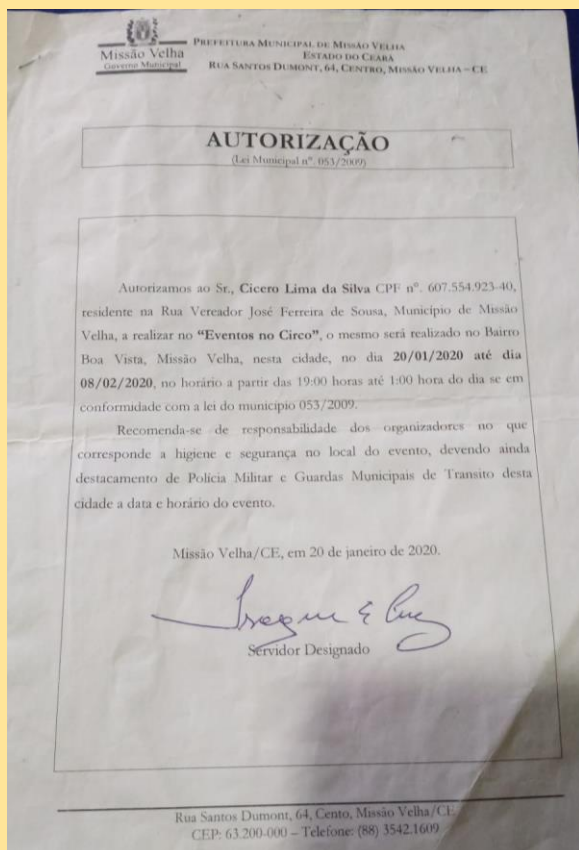 Missão Velha
Governo Municipal
PREFEITURA MUNICIPAL DE MISSÃO VELHA
ESTADO DO CEARÁ
RUA SANTOS DUMONT, 64, CENTRO, MISSÃO VELHA – CE
AUTORIZAÇÃO
(Lei Municipal nº. 053/2009)
Autorizamos ao Sr., Cicero Lima da Silva CPF nº. 607.554.923-40,
residente na Rua Vereador José Ferreira de Sousa, Município de Missão
Velha, a realizar no “Eventos no Circo”, o mesmo será realizado no Bairro
Boa Vista, Missão Velha, nesta cidade, no dia 20/01/2020 até dia
08/02/2020, no horário a partir das 19:00 horas até 1:00 hora do dia se em
conformidade com a lei do município 053/2009.
Recomenda-se de responsabilidade dos organizadores no que
corresponde a higiene e segurança no local do evento, devendo ainda
destacamento de Polícia Militar e Guardas Municipais de Transito desta
cidade a data e horário do evento.
Missão Velha/CE, em 20 de janeiro de 2020.
Servidor Designado
Rua Santos Dumont, 64, Cento, Missão Velha/CE
CEP: 63.200-000 – Telefone: (88) 3542.1609